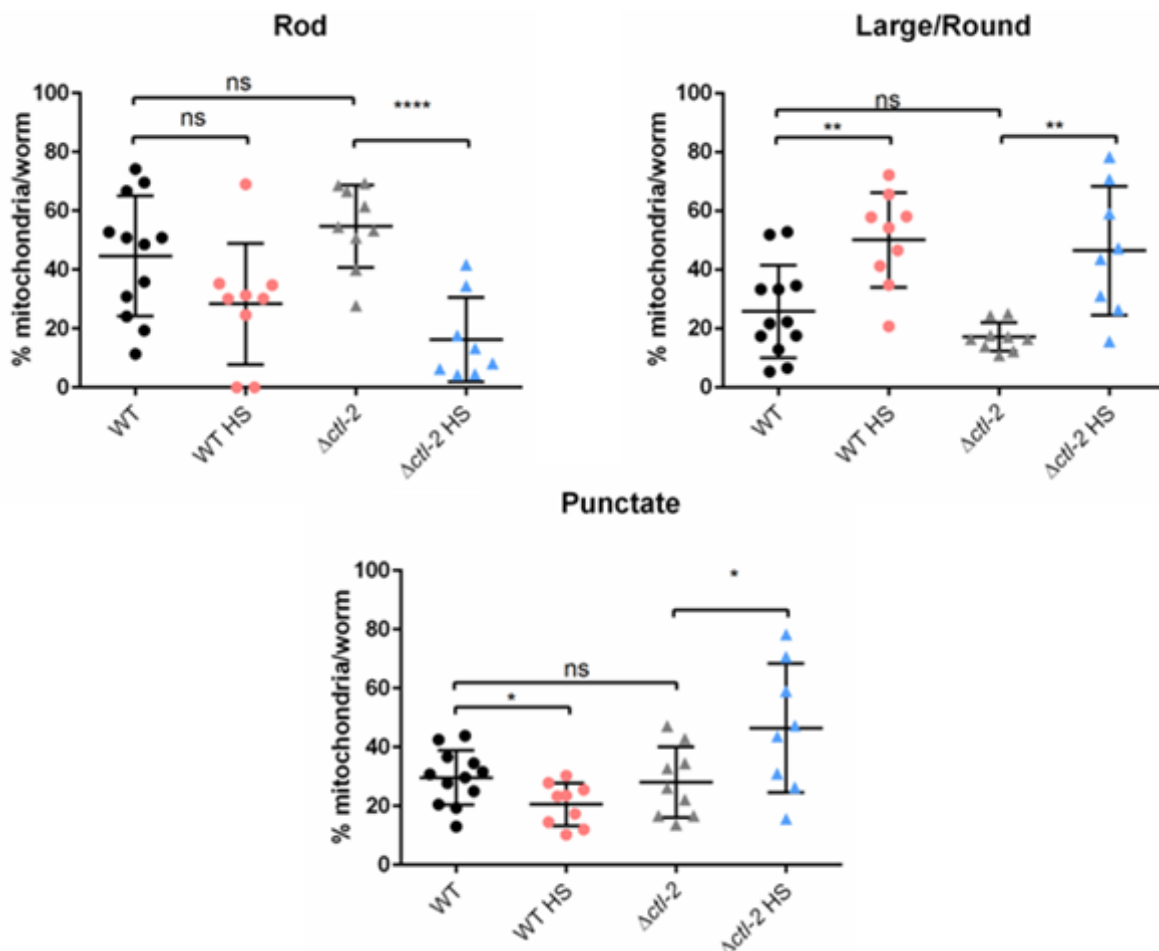 Rod
ns
ns
****
% mitochondria/worm
100
80
60
40
20
0
WT
WT HS
Δctl-2
Δctl-2 HS
Large/Round
ns
**
**
% mitochondria/worm
100
80
60
40
20
0
WT
WT HS
Δctl-2
Δctl-2 HS
Punctate
*
ns
*
% mitochondria/worm
100
80
60
40
20
0
WT
WT HS
Δctl-2
Δctl-2 HS